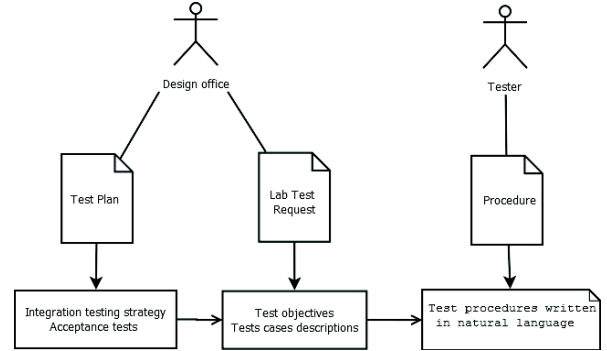 Design office
Tester
Test Plan
Lab Test
Request
Procedure
Integration testing strategy
Acceptance tests
Test objectives
Tests cases descriptions
Test procedures written
in natural language